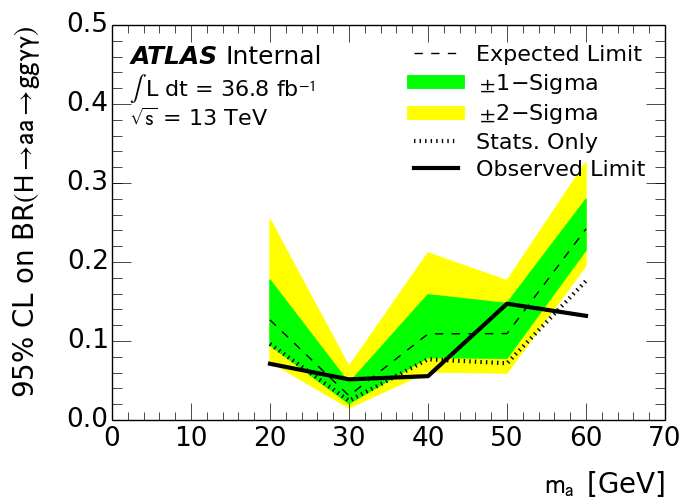 0.5
0.4
0.3
0.2
0.1
0.0
95% CL on BR(H→aa→ggγγ)
ATLAS Internal
∫L dt = 36.8 fb⁻¹
√s = 13 TeV
Expected Limit
±1−Sigma
±2−Sigma
Stats. Only
Observed Limit
0 10 20 30 40 50 60 70
mₐ [GeV]